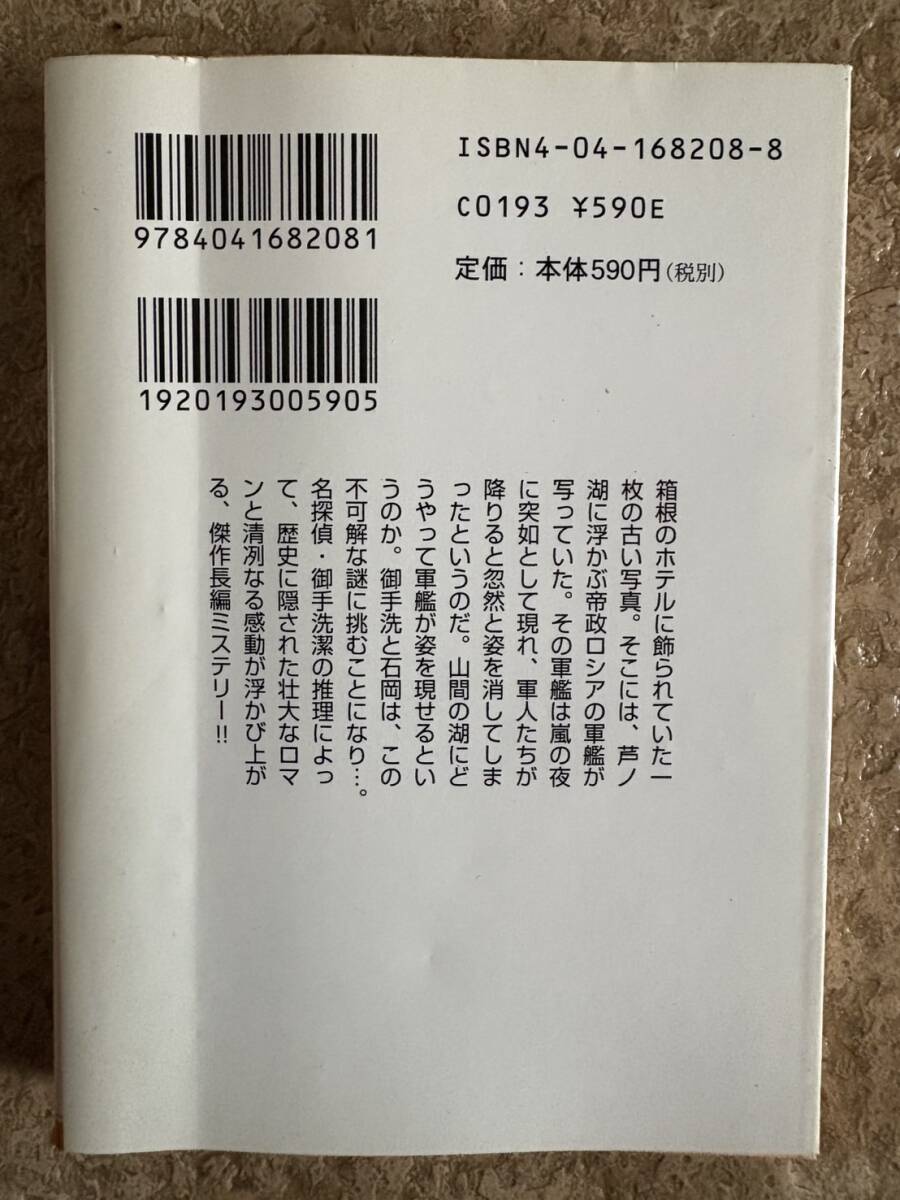 9784041682081
1920193005905
ISBN4-04-168208-8
C0193 ¥590E
定価：本体590円（税別）
箱根のホテルに飾られていた一
枚の古い写真。そこには、芦ノ
湖に浮かぶ帝政ロシアの軍艦が
写っていた。その軍艦は嵐の夜
に突如として現れ、軍人たちが
降りると忽然と姿を消してしま
ったというのだ。山間の湖にど
うやって軍艦が姿を現せるとい
うのか。御手洗と石岡は、この
不可解な謎に挑むことになり…。
名探偵・御手洗潔の推理によっ
て、歴史に隠された壮大なロマ
ンと清冽なる感動が浮かび上が
る、傑作長編ミステリー!!